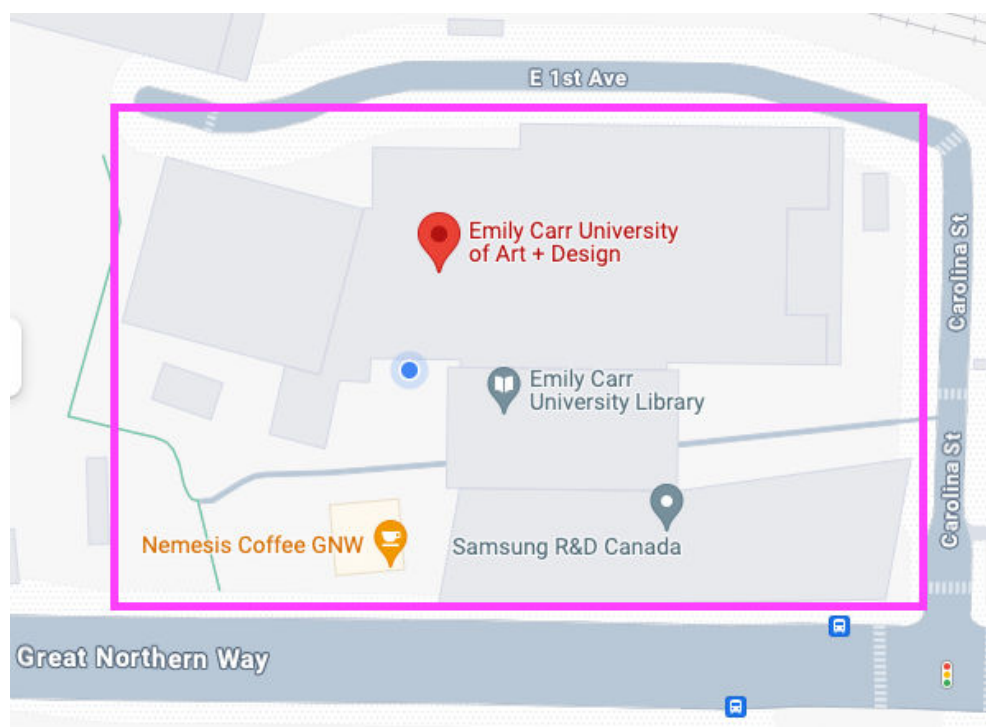 E 1st Ave
Emily Carr University
of Art + Design
Carolina St
Emily Carr
University Library
Carolina St
Nemesis Coffee GNW
Samsung R&D Canada
Great Northern Way